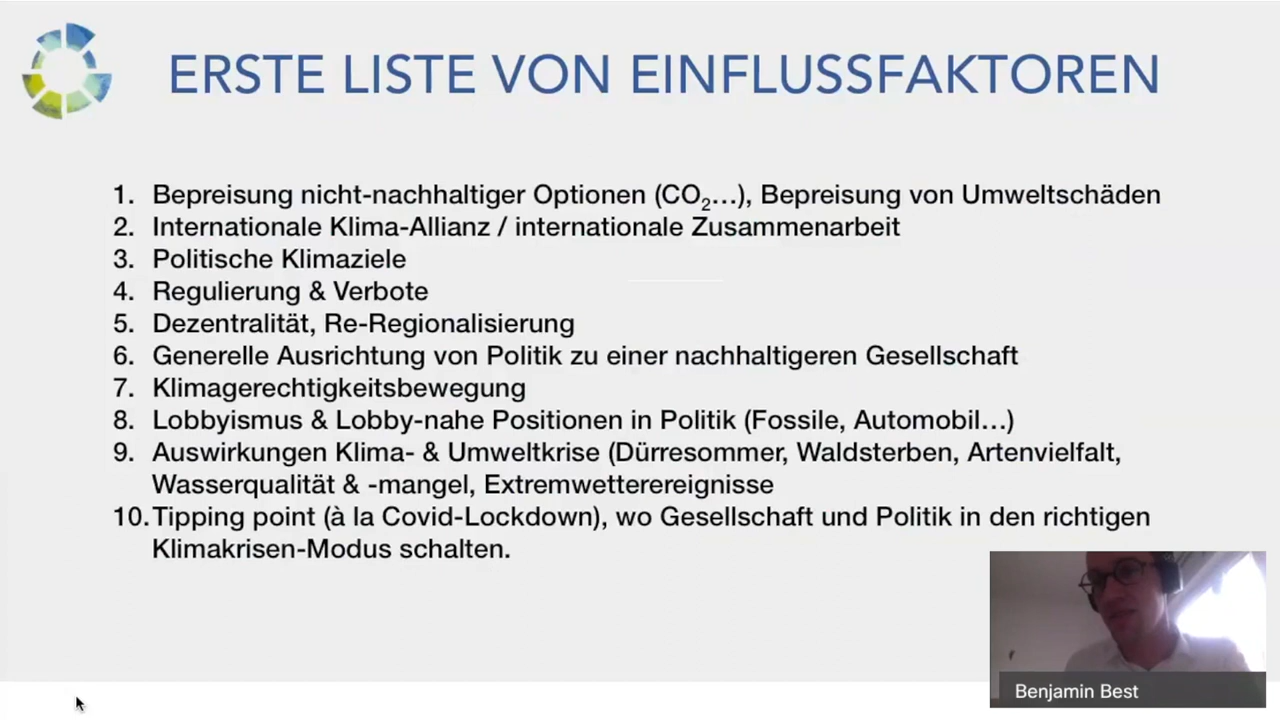 ERSTE LISTE VON EINFLUSSFAKTOREN
1. Bepreisung nicht-nachhaltiger Optionen (CO₂…), Bepreisung von Umweltschäden
2. Internationale Klima-Allianz / internationale Zusammenarbeit
3. Politische Klimaziele
4. Regulierung & Verbote
5. Dezentralität, Re-Regionalisierung
6. Generelle Ausrichtung von Politik zu einer nachhaltigeren Gesellschaft
7. Klimagerechtigkeitsbewegung
8. Lobbyismus & Lobby-nahe Positionen in Politik (Fossile, Automobil…)
9. Auswirkungen Klima- & Umweltkrise (Dürresommer, Waldsterben, Artenvielfalt,
Wasserqualität & -mangel, Extremwetterereignisse
10. Tipping point (à la Covid-Lockdown), wo Gesellschaft und Politik in den richtigen
Klimakrisen-Modus schalten.
Benjamin Best